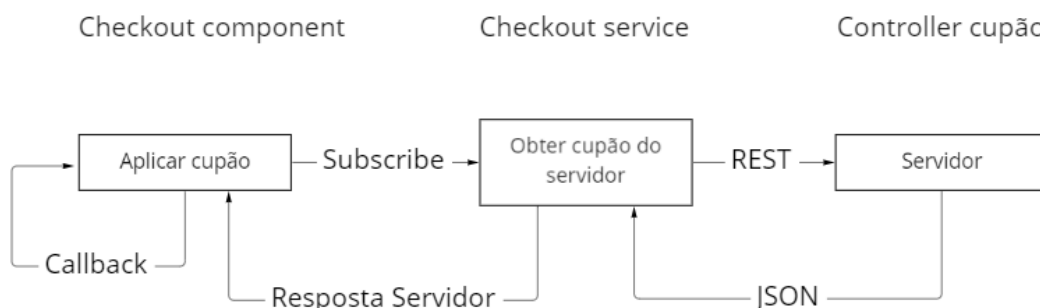 Checkout component
Checkout service
Controller cupão
Aplicar cupão
Subscribe
Obter cupão do
servidor
REST
Servidor
Callback
Resposta Servidor
JSON